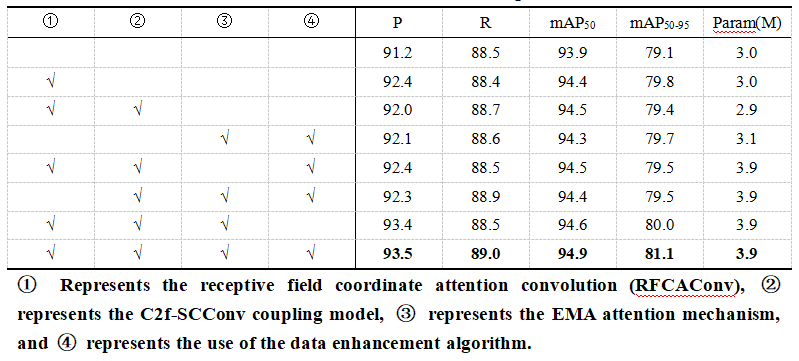 ① ② ③ ④ P R mAP50 mAP50-95 Param(M)
91.2 88.5 93.9 79.1 3.0
√ 92.4 88.4 94.4 79.8 3.0
√ √ 92.0 88.7 94.5 79.4 2.9
√ √ 92.1 88.6 94.3 79.7 3.1
√ √ √ 92.4 88.5 94.5 79.5 3.9
√ √ √ 92.3 88.9 94.4 79.5 3.9
√ √ √ 93.4 88.5 94.6 80.0 3.9
√ √ √ √ 93.5 89.0 94.9 81.1 3.9
① Represents the receptive field coordinate attention convolution (RFCAConv), ②
represents the C2f-SCConv coupling model, ③ represents the EMA attention mechanism,
and ④ represents the use of the data enhancement algorithm.